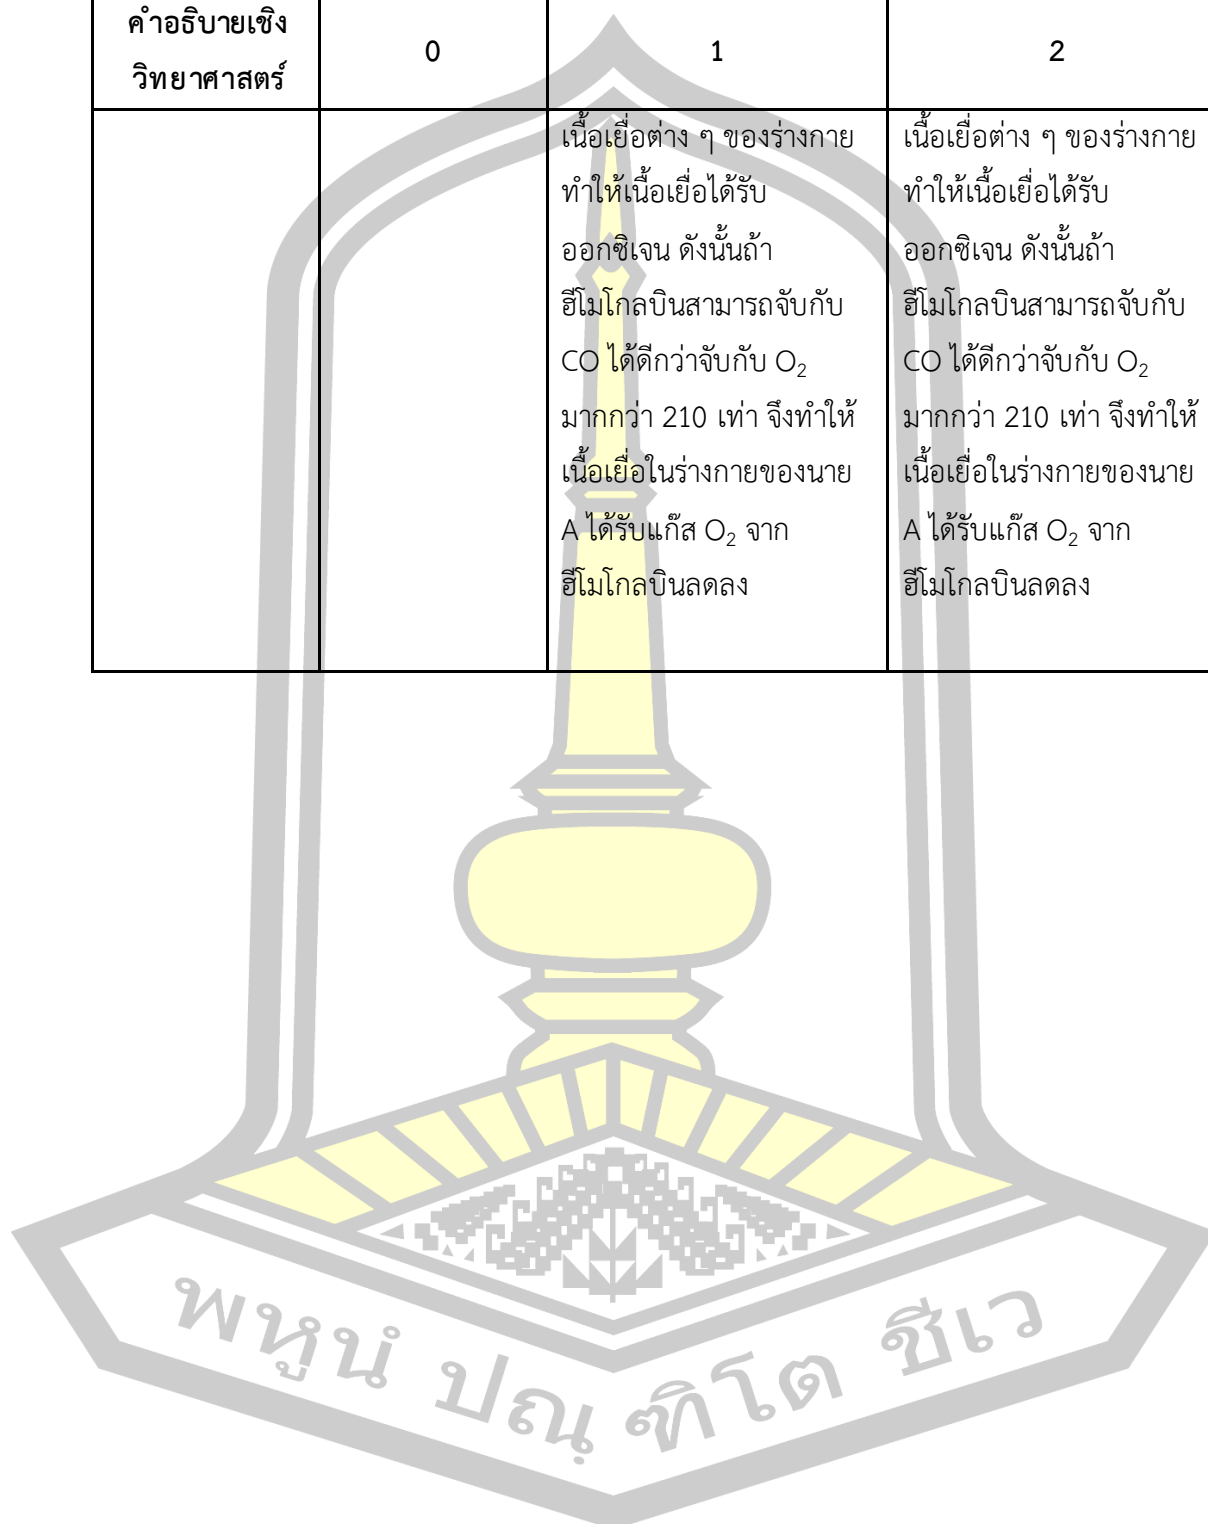 คำอธิบายเชิง
วิทยาศาสตร์
0
1
2
เนื้อเยื่อต่าง ๆ ของร่างกาย
ทำให้เนื้อเยื่อได้รับ
ออกซิเจน ดังนั้นถ้า
ฮีโมโกลบินสามารถจับกับ
CO ได้ดีกว่าจับกับ O₂
มากกว่า 210 เท่า จึงทำให้
เนื้อเยื่อในร่างกายของนาย
A ได้รับแก๊ส O₂ จาก
ฮีโมโกลบินลดลง
เนื้อเยื่อต่าง ๆ ของร่างกาย
ทำให้เนื้อเยื่อได้รับ
ออกซิเจน ดังนั้นถ้า
ฮีโมโกลบินสามารถจับกับ
CO ได้ดีกว่าจับกับ O₂
มากกว่า 210 เท่า จึงทำให้
เนื้อเยื่อในร่างกายของนาย
A ได้รับแก๊ส O₂ จาก
ฮีโมโกลบินลดลง
พหูนํ ปณฺฑิโต ชีเว